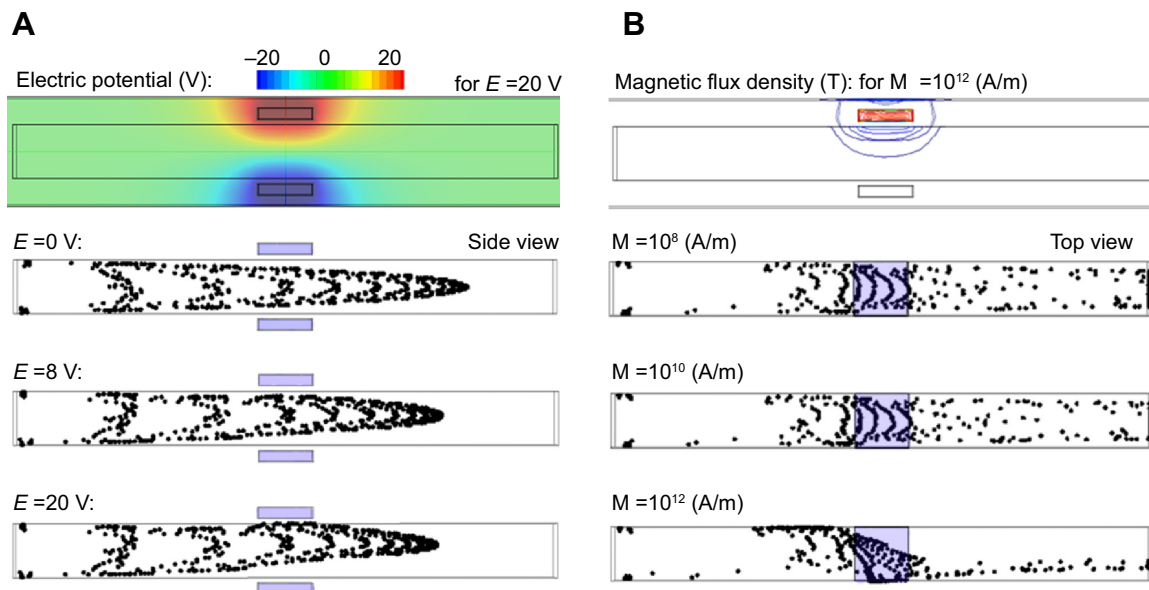 A
–20 0 20
Electric potential (V):
for E =20 V
E =0 V:
Side view
E =8 V:
E =20 V:
B
Magnetic flux density (T): for M =10¹² (A/m)
M =10⁸ (A/m)
Top view
M =10¹⁰ (A/m)
M =10¹² (A/m)